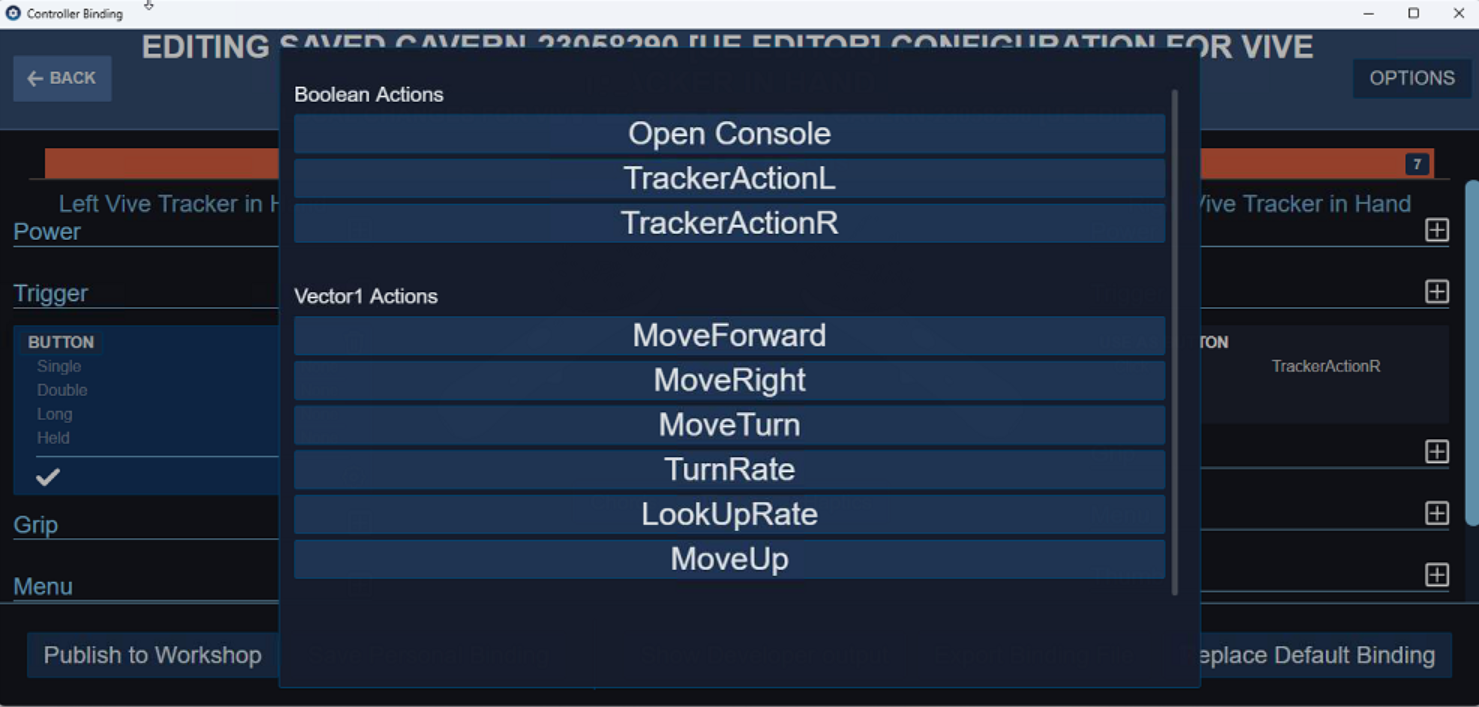 Controller Binding
EDITING SAVED CAVERN 23058290 [UE EDITOR] CONFIGURATION FOR VIVE
BACK
OPTIONS
Boolean Actions
Open Console
TrackerActionL
TrackerActionR
7
Left Vive Tracker in H
Vive Tracker in Hand
Power
Trigger
Vector1 Actions
MoveForward
MoveRight
MoveTurn
TurnRate
LookUpRate
MoveUp
BUTTON
Single
Double
Long
Held
TON
TrackerActionR
Grip
Menu
Publish to Workshop
eplace Default Binding